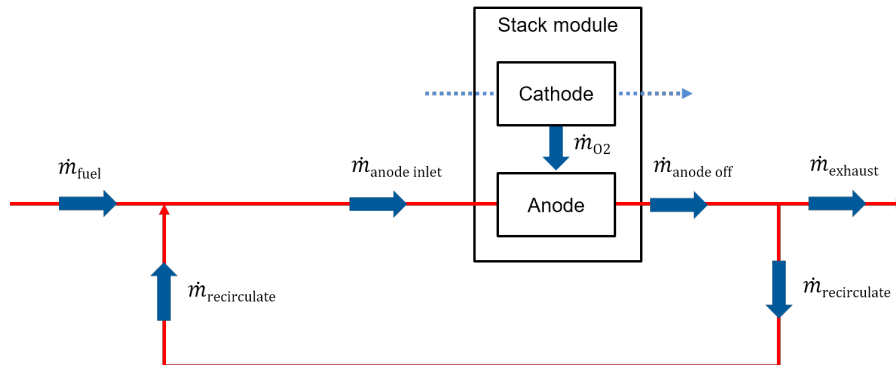 Stack module
Cathode
ṁO2
ṁfuel
ṁanode inlet
ṁanode off
ṁexhaust
Anode
ṁrecirculate
ṁrecirculate